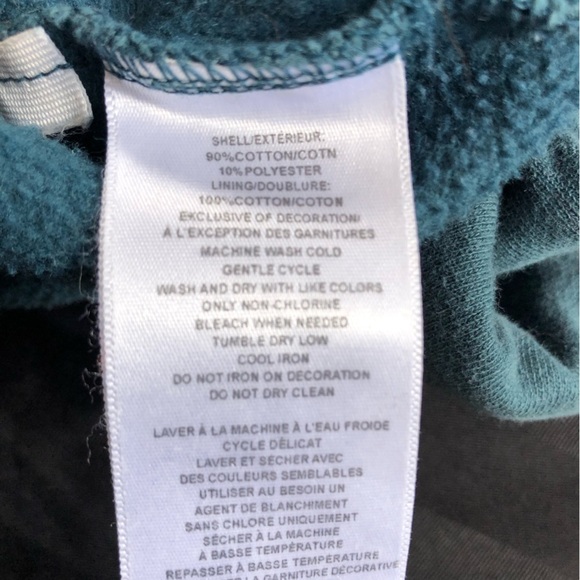 SHELL/EXTÉRIEUR:
90%COTTON/COTN
10%POLYESTER
LINING/DOUBLURE:
100%COTTON/COTON
EXCLUSIVE OF DECORATION/
À L'EXCEPTION DES GARNITURES
MACHINE WASH COLD
GENTLE CYCLE
WASH AND DRY WITH LIKE COLORS
ONLY NON-CHLORINE
BLEACH WHEN NEEDED
TUMBLE DRY LOW
COOL IRON
DO NOT IRON ON DECORATION
DO NOT DRY CLEAN
LAVER À LA MACHINE À L'EAU FROIDE
CYCLE DÉLICAT
LAVER ET SÉCHER AVEC
DES COULEURS SEMBLABLES
UTILISER AU BESOIN UN
AGENT DE BLANCHIMENT
SANS CHLORE UNIQUEMENT
SÉCHER À LA MACHINE
À BASSE TEMPÉRATURE
REPASSER À BASSE TEMPÉRATURE
LA GARNITURE DÉCORATIVE